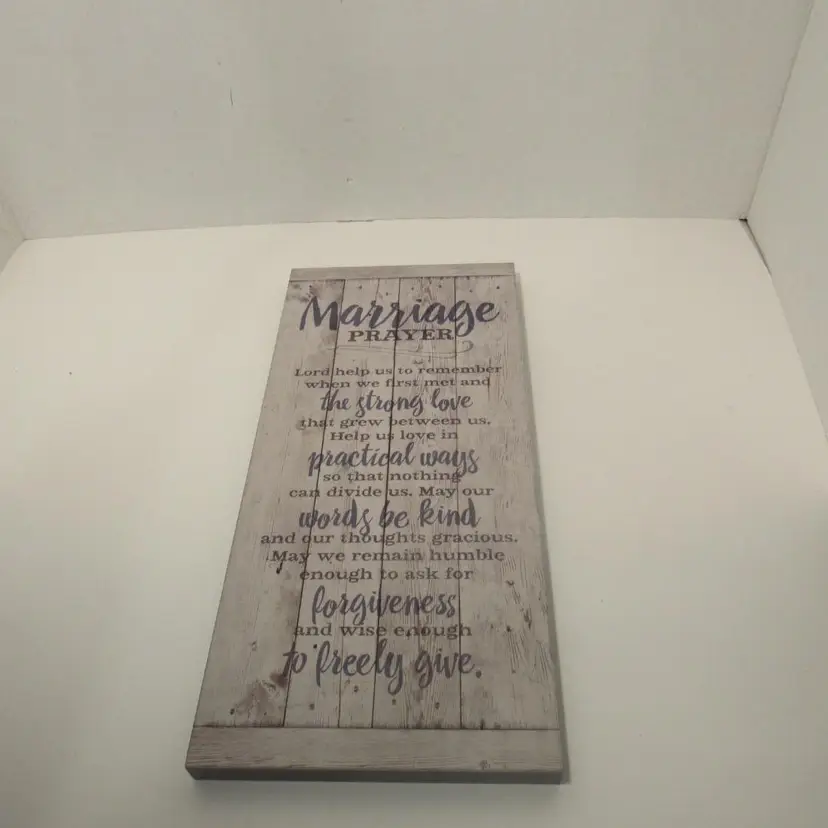 Marriage
PRAYER
Lord help us to remember
when we first met and
the strong love
that grew between us.
Help us love in
practical ways
so that nothing
can divide us. May our
words be kind
and our thoughts gracious.
May we remain humble
enough to ask for
forgiveness
and wise enough
to freely give.